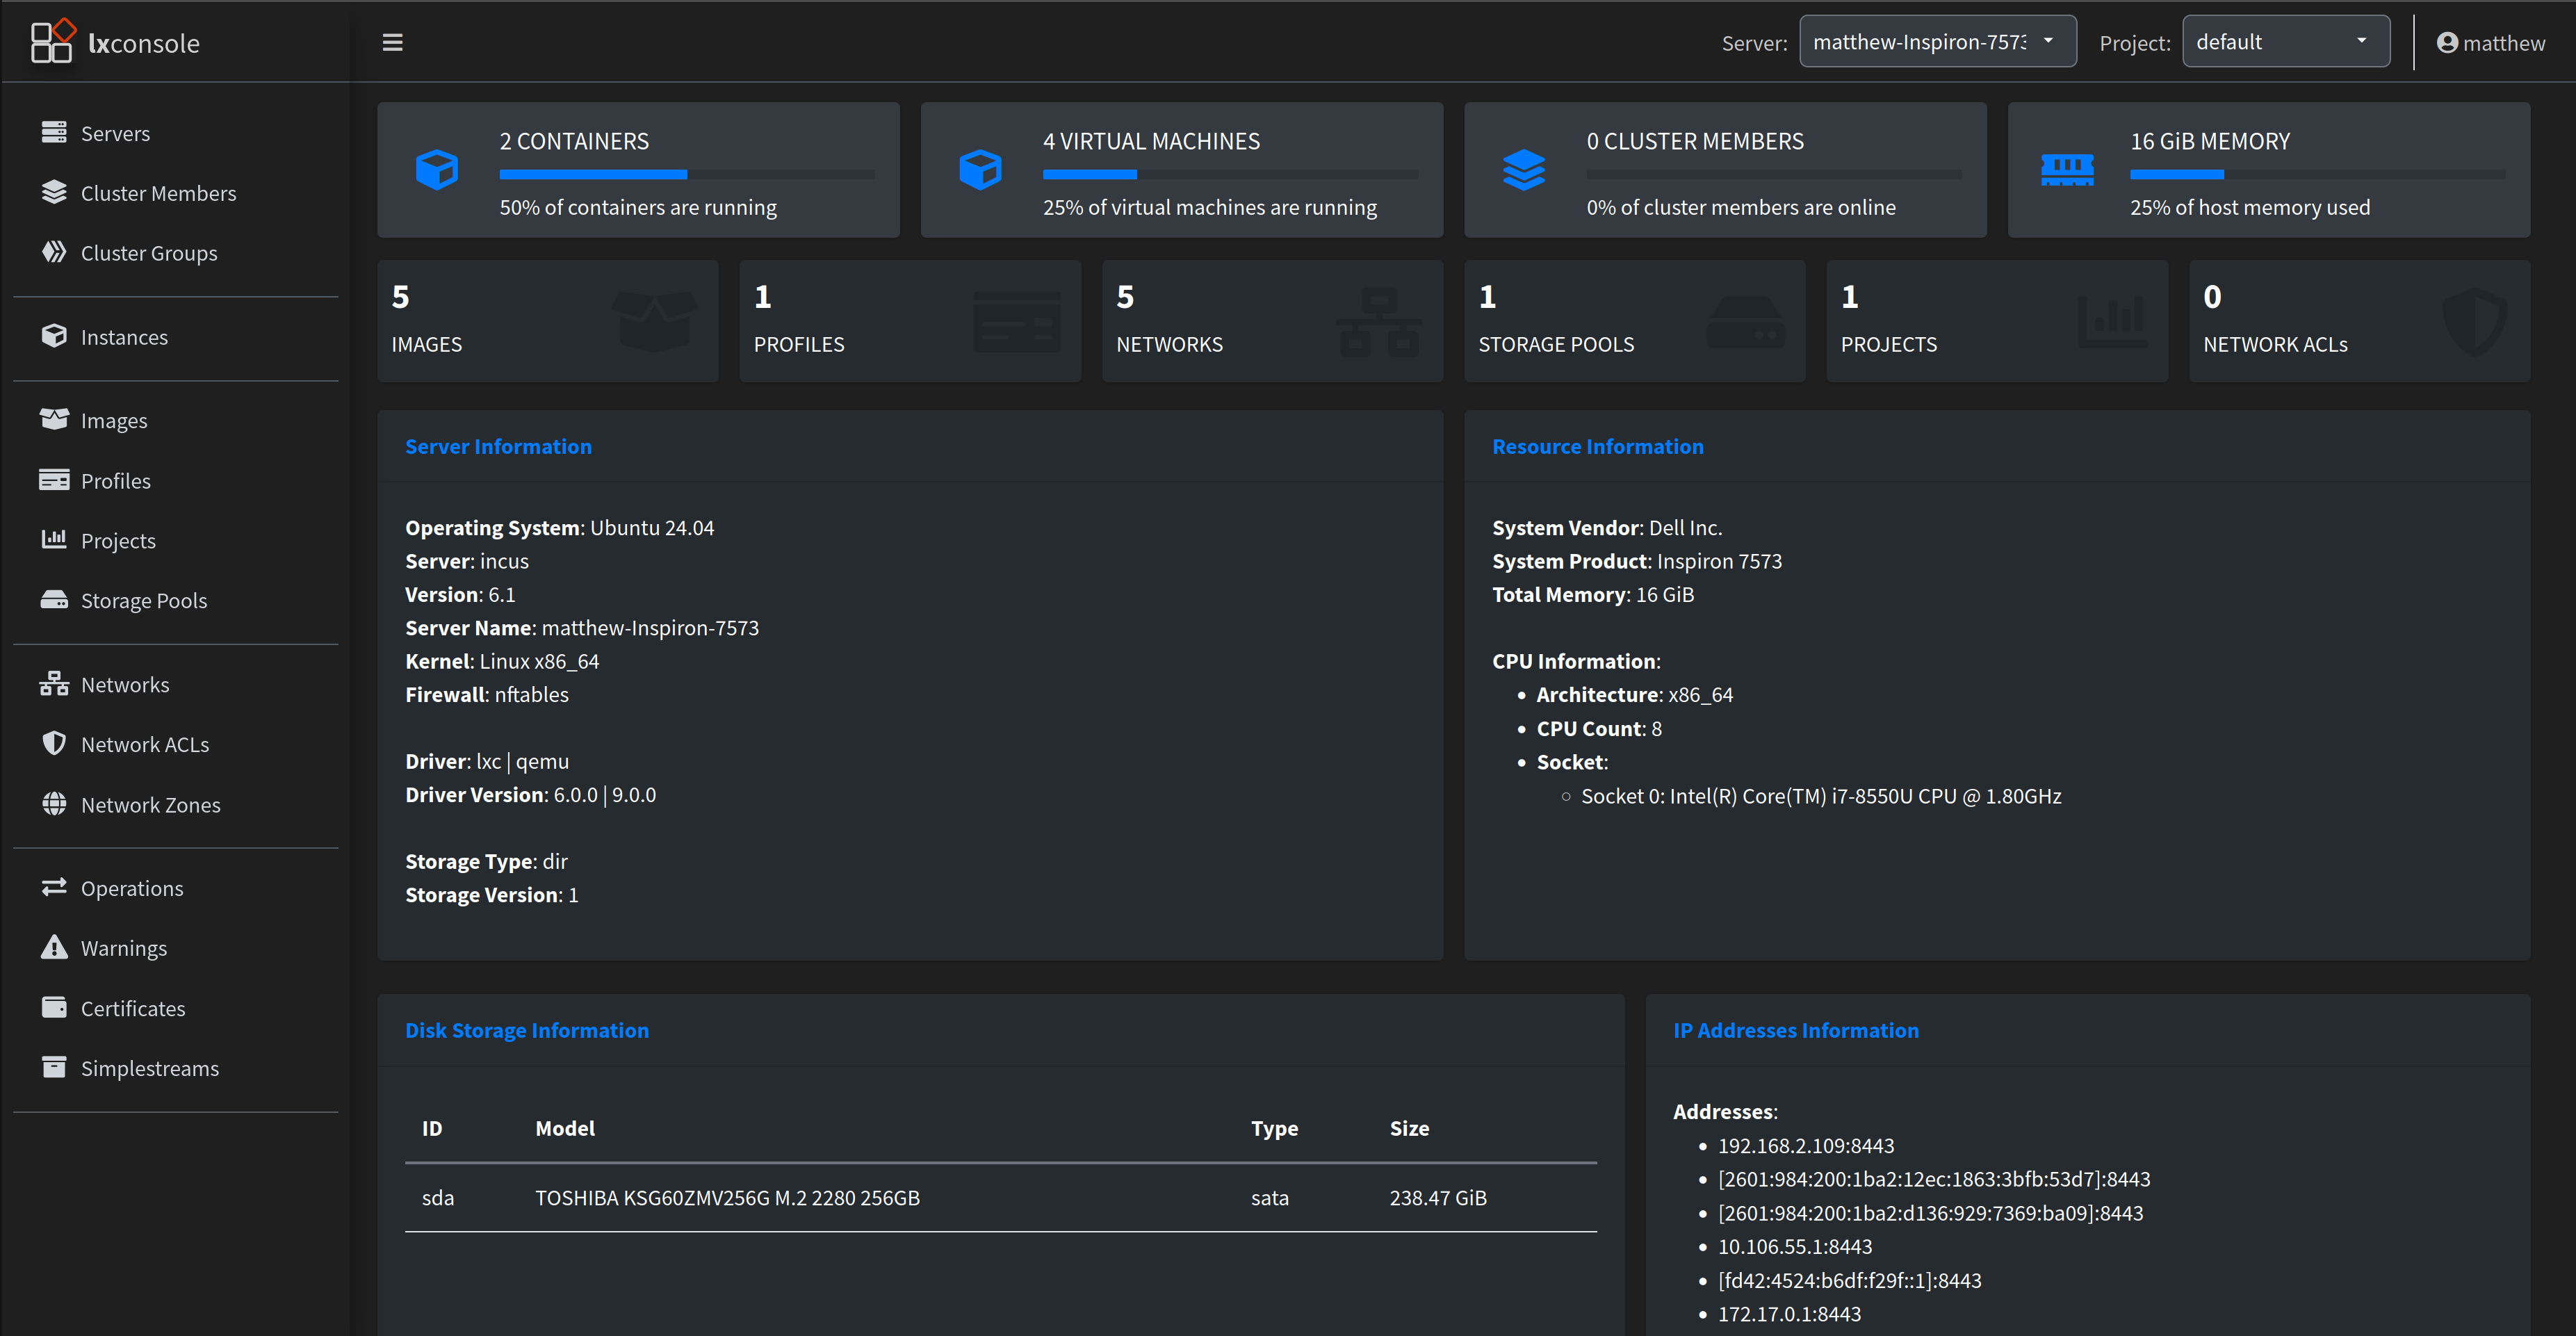 lxconsole
Server: matthew-Inspiron-757 Project: default matthew
Servers
Cluster Members
Cluster Groups
Instances
Images
Profiles
Projects
Storage Pools
Networks
Network ACLs
Network Zones
Operations
Warnings
Certificates
Simplestreams
2 CONTAINERS
50% of containers are running
4 VIRTUAL MACHINES
25% of virtual machines are running
0 CLUSTER MEMBERS
0% of cluster members are online
16 GiB MEMORY
25% of host memory used
5
IMAGES
1
PROFILES
5
NETWORKS
1
STORAGE POOLS
1
PROJECTS
0
NETWORK ACLs
Server Information
Operating System: Ubuntu 24.04
Server: incus
Version: 6.1
Server Name: matthew-Inspiron-7573
Kernel: Linux x86_64
Firewall: nftables
Driver: lxc | qemu
Driver Version: 6.0.0 | 9.0.0
Storage Type: dir
Storage Version: 1
Resource Information
System Vendor: Dell Inc.
System Product: Inspiron 7573
Total Memory: 16 GiB
CPU Information:
Architecture: x86_64
CPU Count: 8
Socket:
Socket 0: Intel(R) Core(TM) i7-8550U CPU @ 1.80GHz
Disk Storage Information
ID Model Type Size
sda TOSHIBA KSG60ZMV256G M.2 2280 256GB sata 238.47 GiB
IP Addresses Information
Addresses:
192.168.2.109:8443
[2601:984:200:1ba2:12ec:1863:3bfb:53d7]:8443
[2601:984:200:1ba2:d136:929:7369:ba09]:8443
10.106.55.1:8443
[fd42:4524:b6df:f29f::1]:8443
172.17.0.1:8443